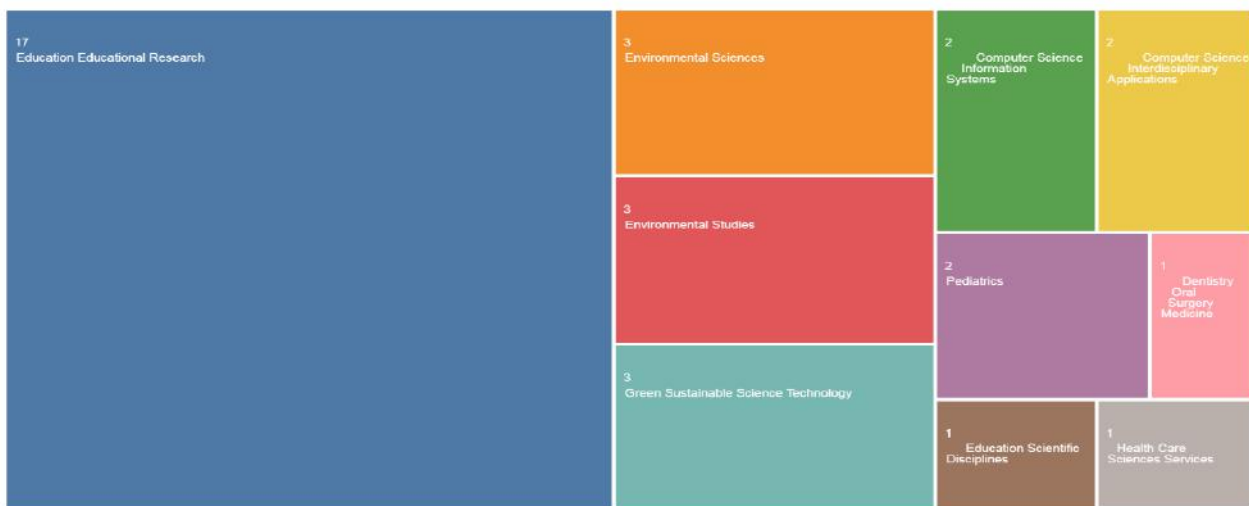 17
Education Educational Research
3
Environmental Sciences
3
Environmental Studies
3
Green Sustainable Science Technology
2
Computer Science
Information
Systems
2
Computer Science
Interdisciplinary
Applications
2
Pediatrics
1
Dentistry
Oral
Surgery
Medicine
1
Education Scientific
Disciplines
1
Health Care
Sciences Services